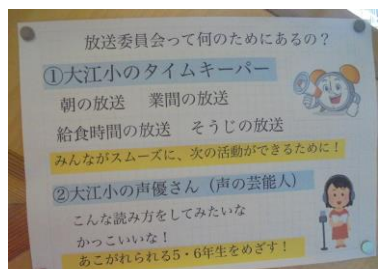 放送委員会って何のためにあるの？
①大江小のタイムキーパー
朝の放送　業間の放送
給食時間の放送　そうじの放送
みんながスムーズに、次の活動ができるために！
②大江小の声優さん（声の芸能人）
こんな読み方をしてみたいな
かっこいいな！
あこがれられる5・6年生をめざす！